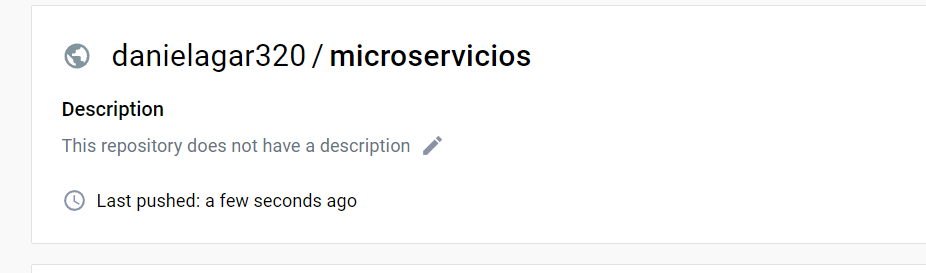 danielagar320 / microservicios
Description
This repository does not have a description
Last pushed: a few seconds ago